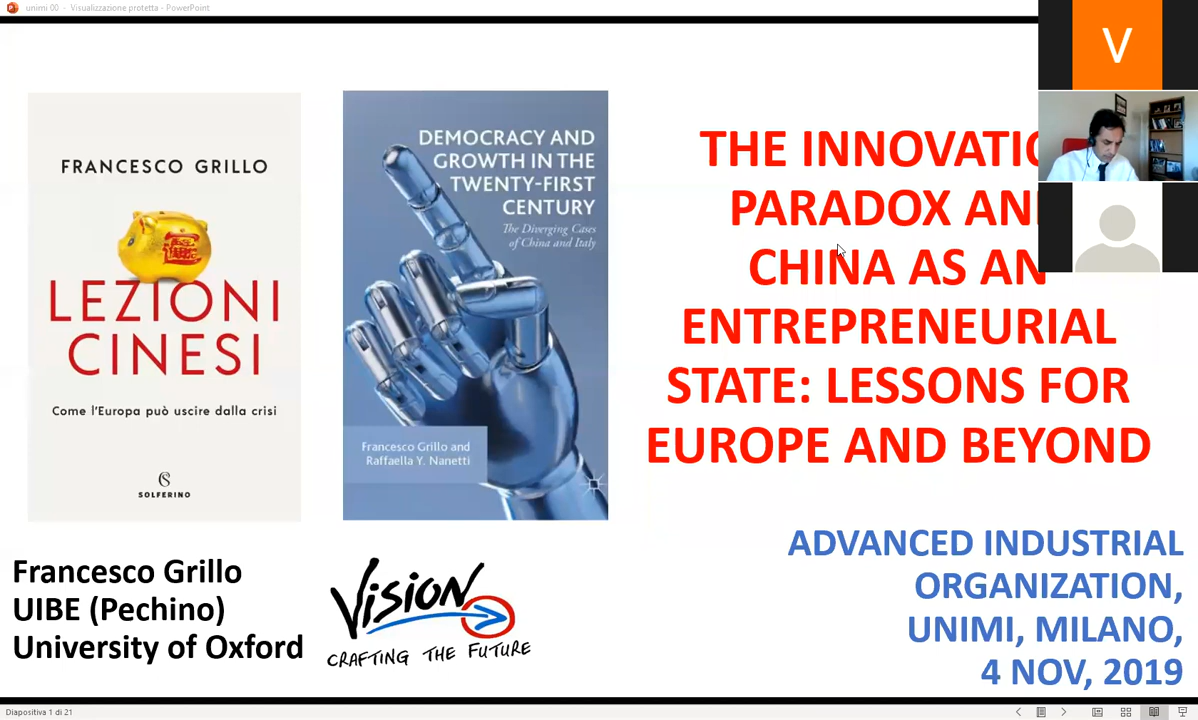 unimi 00 - Visualizzazione protetta - PowerPoint
V
FRANCESCO GRILLO
LEZIONI
CINESI
Come l'Europa può uscire dalla crisi
SOLFERINO
DEMOCRACY AND
GROWTH IN THE
TWENTY-FIRST
CENTURY
The Diverging Cases
of China and Italy
Francesco Grillo and
Raffaella Y. Nanetti
THE
PARADOX
CHINA AS AN
ENTREPRENEURIAL
STATE: LESSONS FOR
EUROPE AND BEYOND
Francesco Grillo
UIBE (Pechino)
University of Oxford
VISION
CRAFTING THE FUTURE
ADVANCED INDUSTRIAL
ORGANIZATION,
UNIMI, MILANO,
4 NOV, 2019
Diapositiva 1 di 21